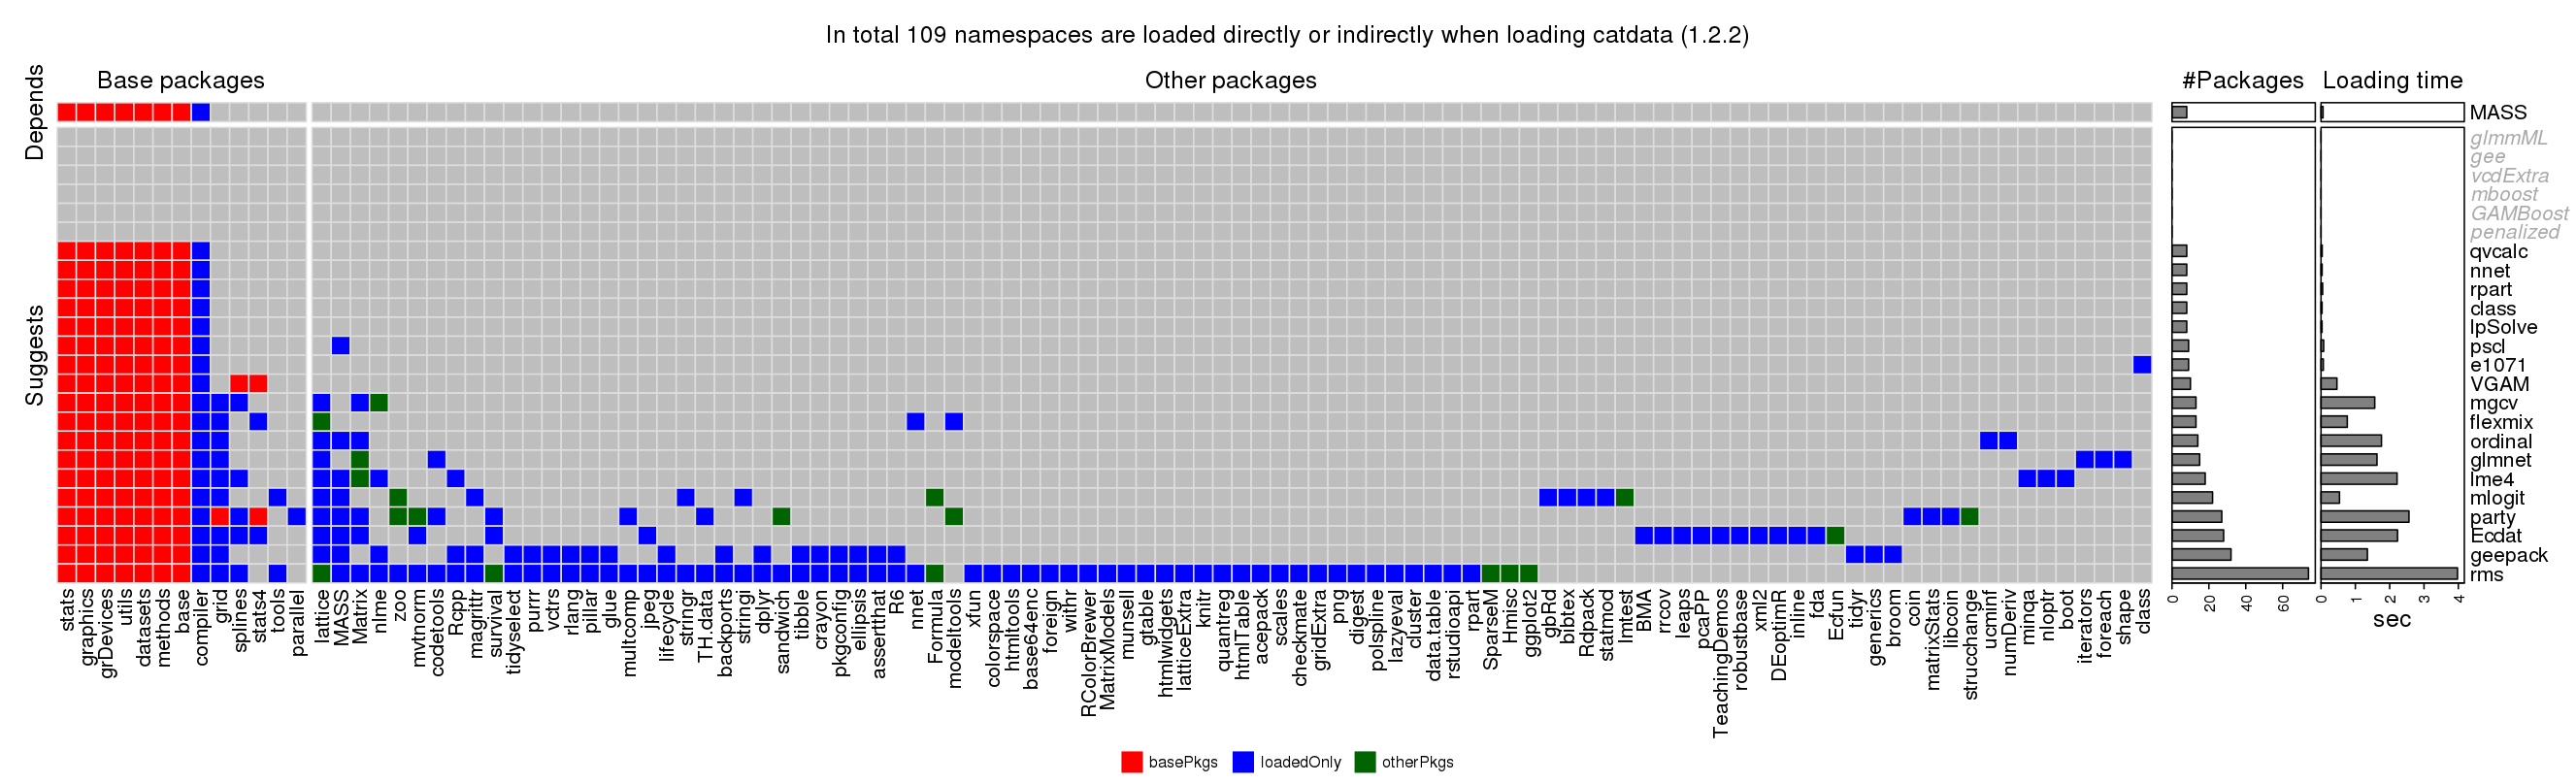 In total 109 namespaces are loaded directly or indirectly when loading catdata (1.2.2)
Base packages
Other packages
#Packages
Loading time
Depends
Suggests
MASS
glmmML
gee
vcdExtra
mboost
GAMBoost
penalized
qvcalc
nnet
rpart
class
lpSolve
pscl
e1071
VGAM
mgcv
flexmix
ordinal
glmnet
lme4
mlogit
party
Ecdat
geepack
rms
stats
graphics
grDevices
utils
datasets
methods
base
compiler
grid
splines
stats4
tools
parallel
lattice
MASS
Matrix
nlme
zoo
mvtnorm
codetools
Rcpp
magrittr
survival
tidyselect
purrr
vctrs
rlang
pillar
glue
multcomp
jpeg
lifecycle
stringr
TH.data
backports
stringi
dplyr
sandwich
tibble
crayon
pkgconfig
ellipsis
assertthat
R6
nnet
Formula
modeltools
xfun
colorspace
htmltools
base64enc
foreign
withr
RColorBrewer
MatrixModels
munsell
gtable
htmlwidgets
latticeExtra
knitr
quantreg
htmlTable
acepack
scales
checkmate
gridExtra
png
digest
polspline
lazyeval
cluster
data.table
rstudioapi
rpart
SparseM
Hmisc
ggplot2
gbRd
bibtex
Rdpack
statmod
lmtest
BMA
rrcov
leaps
pcaPP
TeachingDemos
robustbase
xml2
DEoptimR
inline
fda
Ecfun
tidyr
generics
broom
coin
matrixStats
libcoin
strucchange
ucminf
numDeriv
minqa
nloptr
boot
iterators
foreach
shape
class
0 20 40 60
0 1 2 3 4
sec
basePkgs loadedOnly otherPkgs